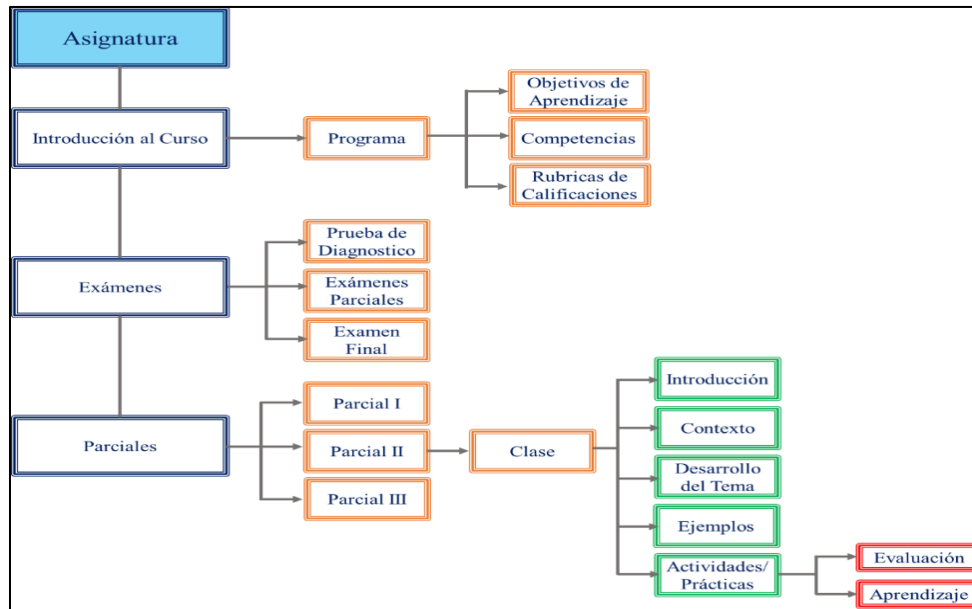 Asignatura
Introducción al Curso
Programa
Objetivos de
Aprendizaje
Competencias
Rubricas de
Calificaciones
Exámenes
Prueba de
Diagnostico
Exámenes
Parciales
Examen
Final
Parciales
Parcial I
Parcial II
Parcial III
Clase
Introducción
Contexto
Desarrollo
del Tema
Ejemplos
Actividades/
Prácticas
Evaluación
Aprendizaje